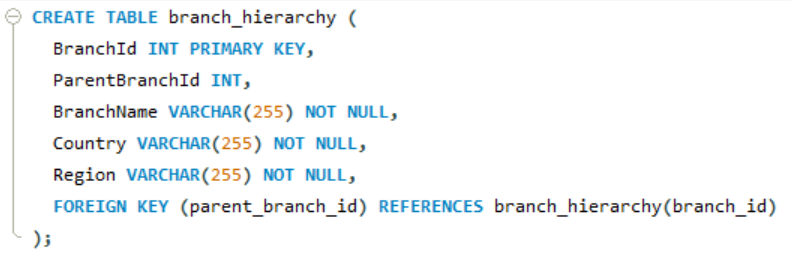 CREATE TABLE branch_hierarchy (
BranchId INT PRIMARY KEY,
ParentBranchId INT,
BranchName VARCHAR(255) NOT NULL,
Country VARCHAR(255) NOT NULL,
Region VARCHAR(255) NOT NULL,
FOREIGN KEY (parent_branch_id) REFERENCES branch_hierarchy(branch_id)
);